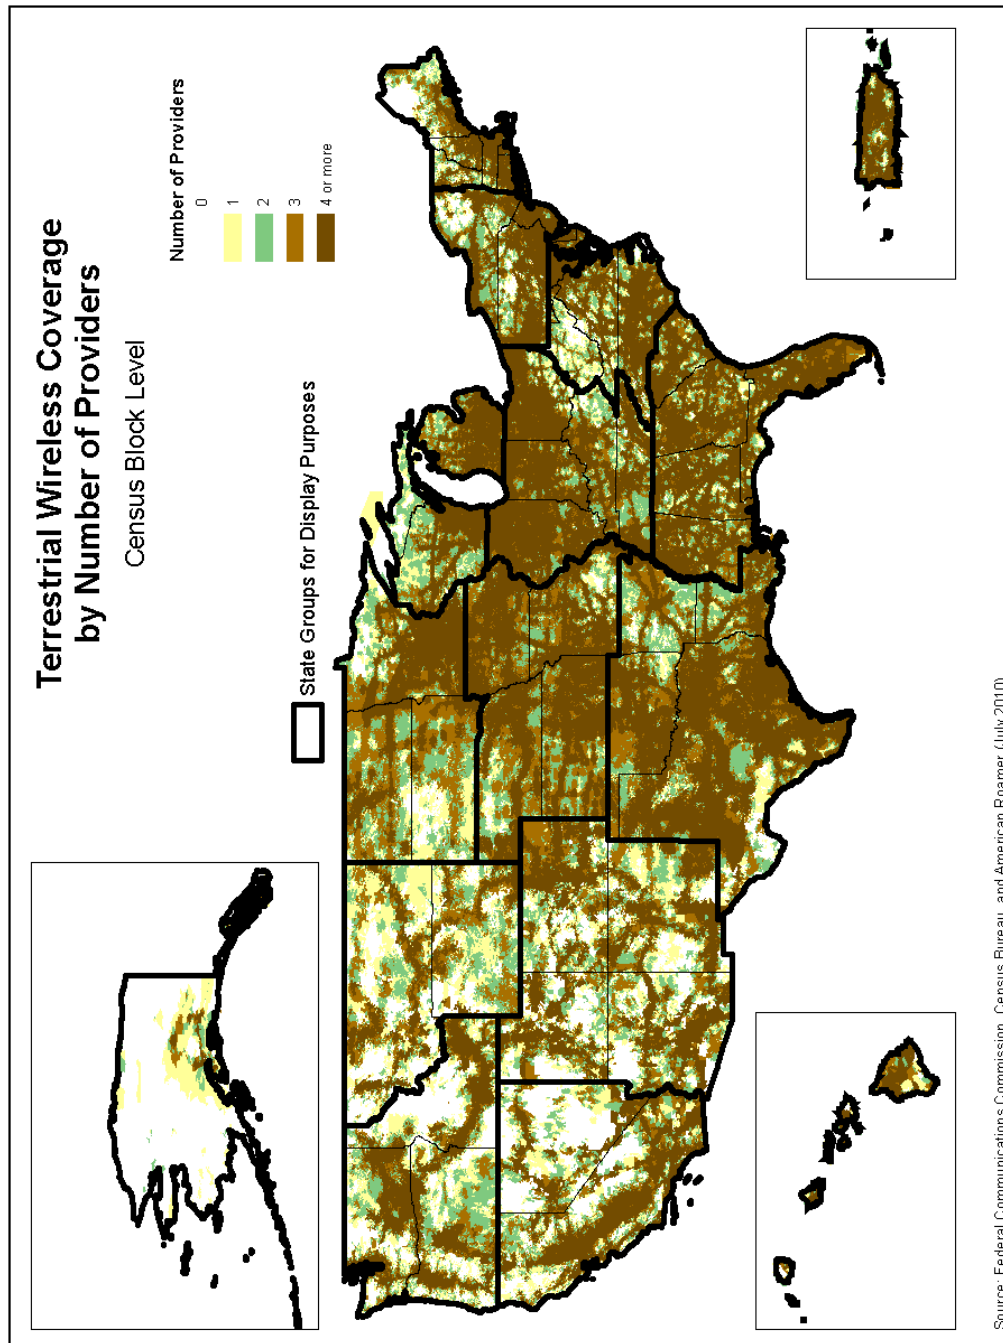 Terrestrial Wireless Coverage
by Number of Providers
Census Block Level
Number of Providers
0
1
2
3
4 or more
State Groups for Display Purposes
Source: Federal Communications Commission, Census Bureau, and American Roamer (July 2010)